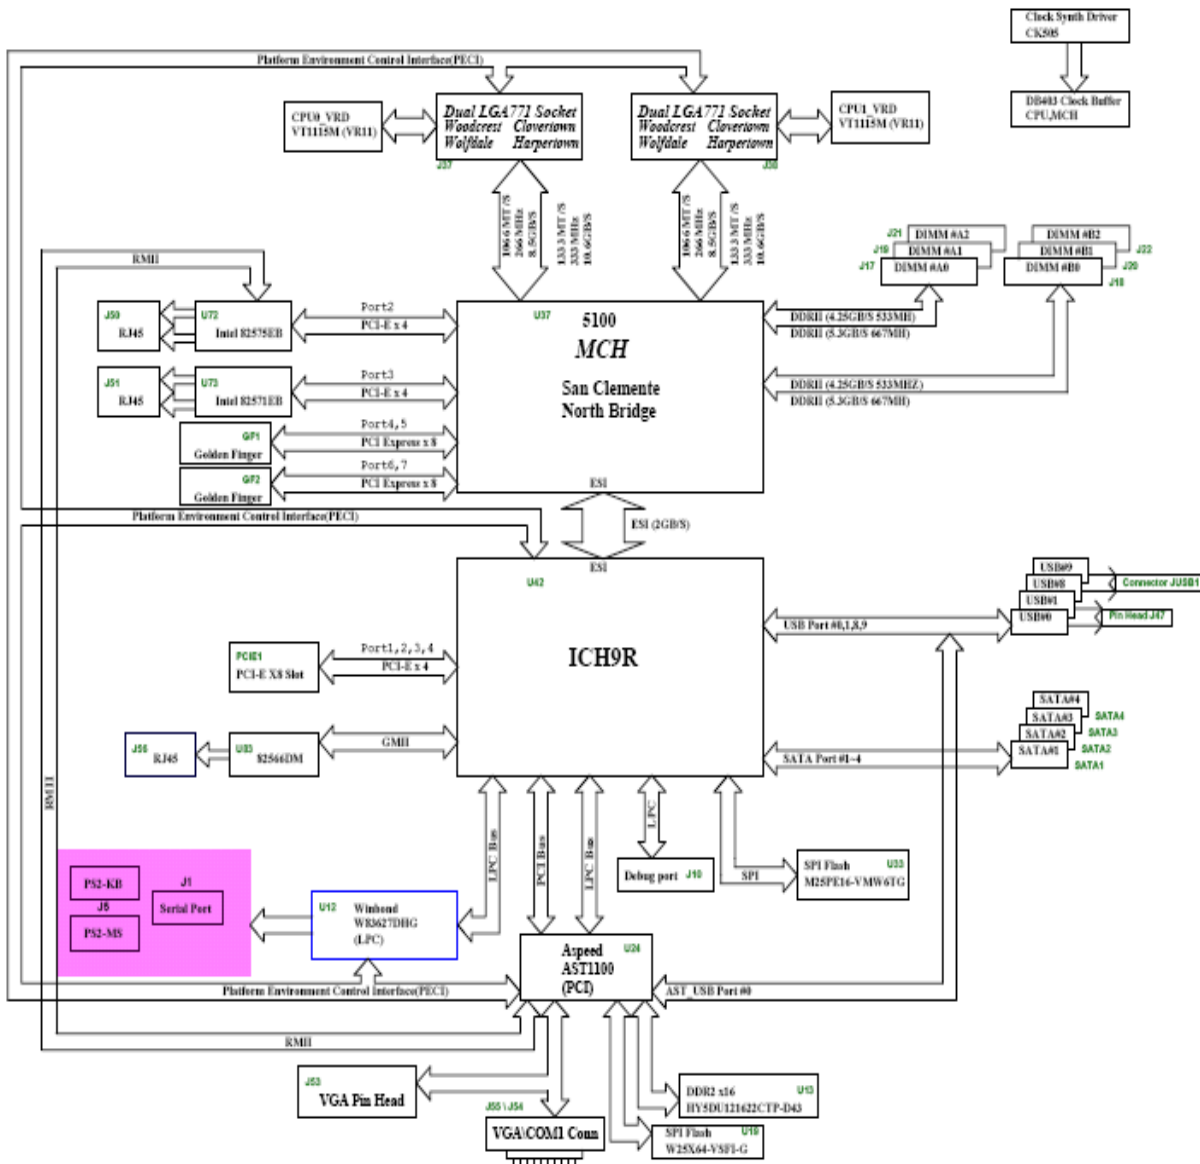 Clock Synth Driver
CK505
Platform Environment Control Interface(PECI)
CPU0_VRD
VT1115M (VR11)
Dual LGA771 Socket
Woodcrest Clovertown
Wolfdale Harpertown
J37
Dual LGA771 Socket
Woodcrest Clovertown
Wolfdale Harpertown
CPU1_VRD
VT1115M (VR11)
DB403 Clock Buffer
CPU,MCH
1066 MT/S
266 MHz
8.5GB/S
1333 MT/S
333 MHz
10.6GB/S
1066 MT/S
266 MHz
8.5GB/S
1333 MT/S
333 MHz
10.6GB/S
J21
DIMM #A2
J19
DIMM #A1
J17
DIMM #A0
DIMM #B2
J22
DIMM #B1
J20
DIMM #B0
J18
RMII
J50
RJ45
U72
Intel 82575EB
Port2
PCI-E x 4
U37
5100
MCH
San Clemente
North Bridge
DDRII (4.25GB/S 533MH)
DDRII (5.3GB/S 667MH)
J51
RJ45
U73
Intel 82571EB
Port3
PCI-E x 4
DDRII (4.25GB/S 533MHZ)
DDRII (5.3GB/S 667MH)
GF1
Golden Finger
Port4,5
PCI Express x 8
GF2
Golden Finger
Port6,7
PCI Express x 8
ESI
Platform Environment Control Interface(PECI)
ESI (2GB/S)
ESI
U42
ICH9R
USB#9
USB#8
USB#1
USB#0
Connector JUSB1
Pin Head J47
USB Port #0,1,8,9
PCIE1
PCI-E X8 Slot
Port1,2,3,4
PCI-E x 4
J56
RJ45
U83
82566DM
GMII
SATA#4
SATA#3
SATA#2
SATA#1
SATA4
SATA3
SATA2
SATA1
SATA Port #1~4
RMII
LPC Bus
PCI Bus
LPC Bus
LPC
Debug port J10
SPI
SPI Flash U33
M25PE16-VMW6TG
PS2-KB
J6
PS2-MS
J1
Serial Port
U12
Winbond
W83627DHG
(LPC)
Aspeed U24
AST1100
(PCI)
Platform Environment Control Interface(PECI)
AST_USB Port #0
RMII
J53
VGA Pin Head
J55 \ J54
VGA\COM1 Conn
DDR2 x16 U13
HY5DU121622CTP-D43
SPI Flash U19
W25X64-VSFI-G